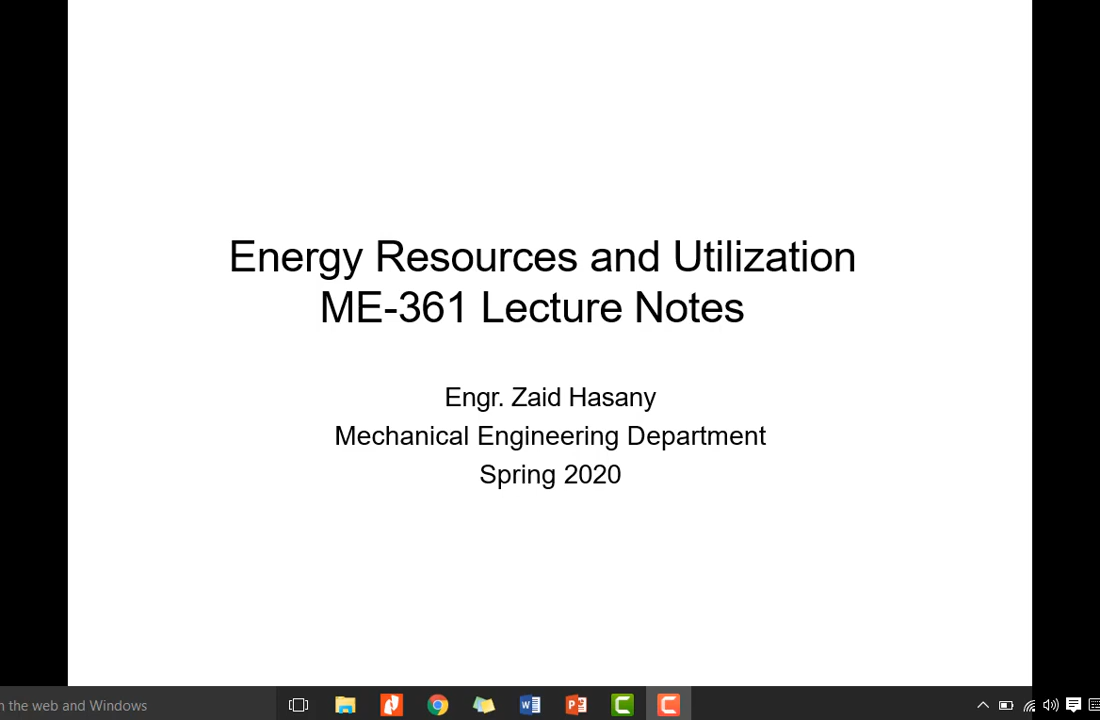 Energy Resources and Utilization
ME-361 Lecture Notes
Engr. Zaid Hasany
Mechanical Engineering Department
Spring 2020
the web and Windows